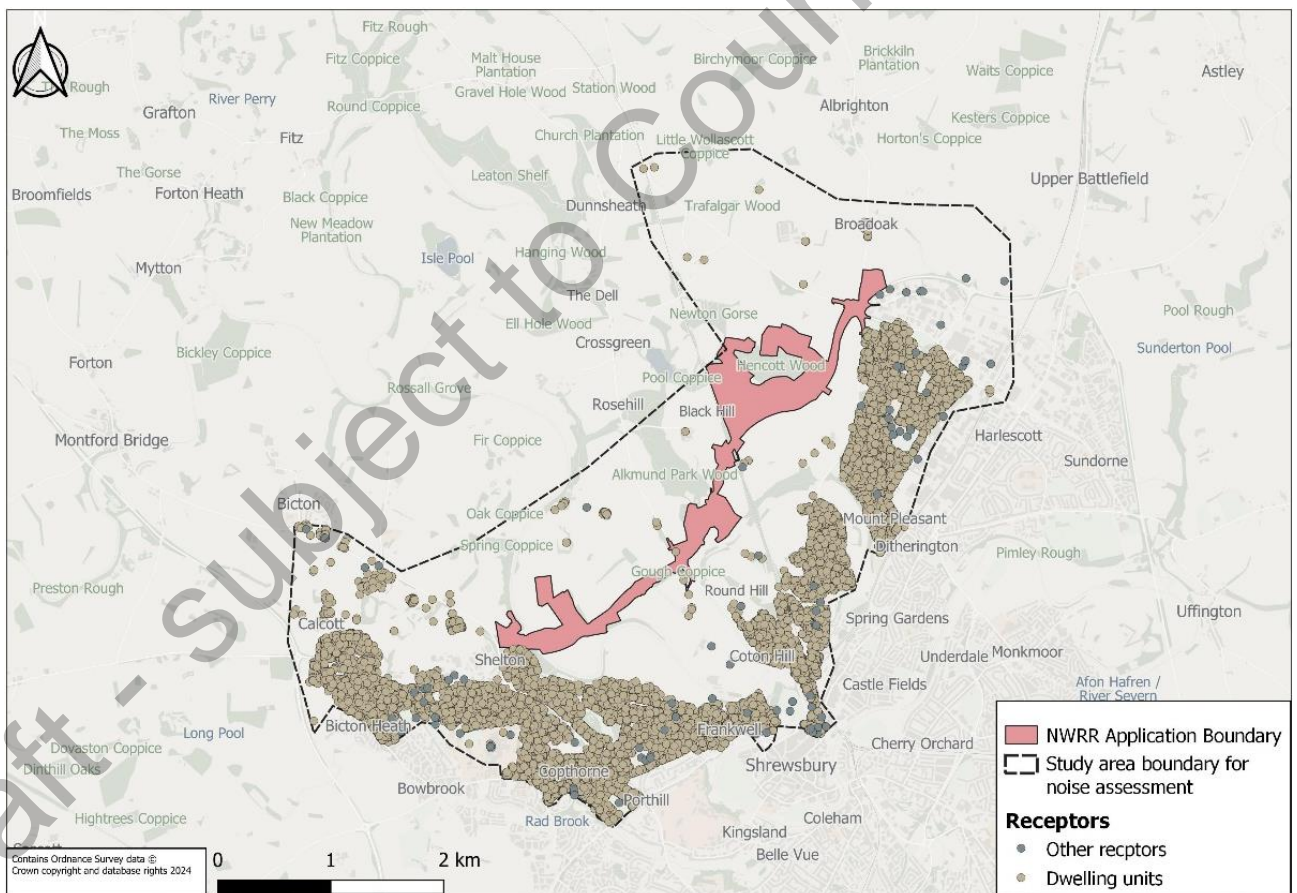 Fitz Rough
Birchymoor Coppice
Brickkiln
Plantation
Fitz Coppice
Malt House
Plantation
Waits Coppice
Astley
N
The Rough
River Perry
Gravel Hole Wood
Station Wood
Grafton
Round Coppice
Albrighton
Kesters Coppice
The Moss
Fitz
Church Plantation
Little Wollascott
Coppice
Horton's Coppice
The Gorse
Leaton Shelf
Upper Battlefield
Broomfields
Forton Heath
Black Coppice
Dunnsheath
Trafalgar Wood
New Meadow
Plantation
Broadoak
Hanging Wood
Isle Pool
Mytton
The Dell
Newton Gorse
Pool Rough
Ell Hole Wood
Crossgreen
Bickley Coppice
Sunderton Pool
Forton
Hencott Wood
Pool Coppice
Rossall Grove
Rosehill
Black Hill
Montford Bridge
Fir Coppice
Harlescott
Sundorne
Alkmund Park Wood
Bicton
Oak Coppice
Mount Pleasant
Spring Coppice
Ditherington
Pimley Rough
Gough Coppice
Preston Rough
Round Hill
Uffington
Calcott
Spring Gardens
Shelton
Coton Hill
Underdale
Monkmoor
Castle Fields
Afon Hafren /
River Severn
Bicton Heath
Long Pool
Frankwell
Cherry Orchard
Dovaston Coppice
Dinthill Oaks
Copthorne
Shrewsbury
Bowbrook
Porthill
Hightrees Coppice
Rad Brook
Coleham
Kingsland
Belle Vue
NWRR Application Boundary
Study area boundary for
noise assessment
Receptors
Other recptors
Dwelling units
Contains Ordnance Survey data ©
Crown copyright and database rights 2024
0 1 2 km
aft - subject to Coun